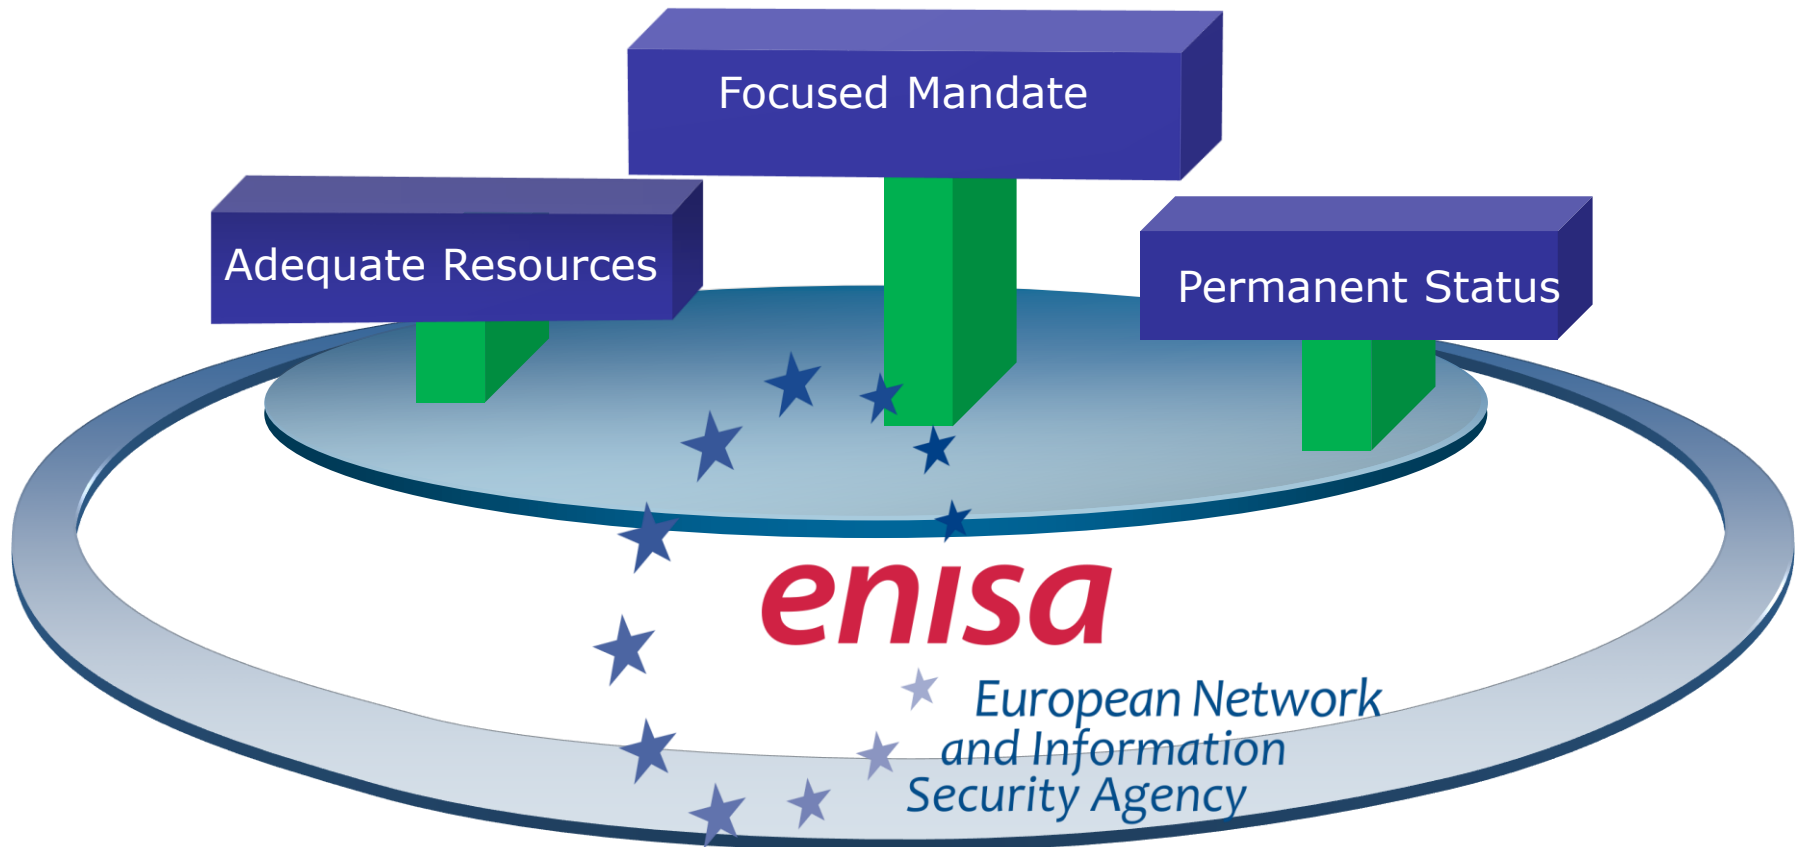 Focused Mandate
Adequate Resources
Permanent Status
enisa
European Network
and Information
Security Agency